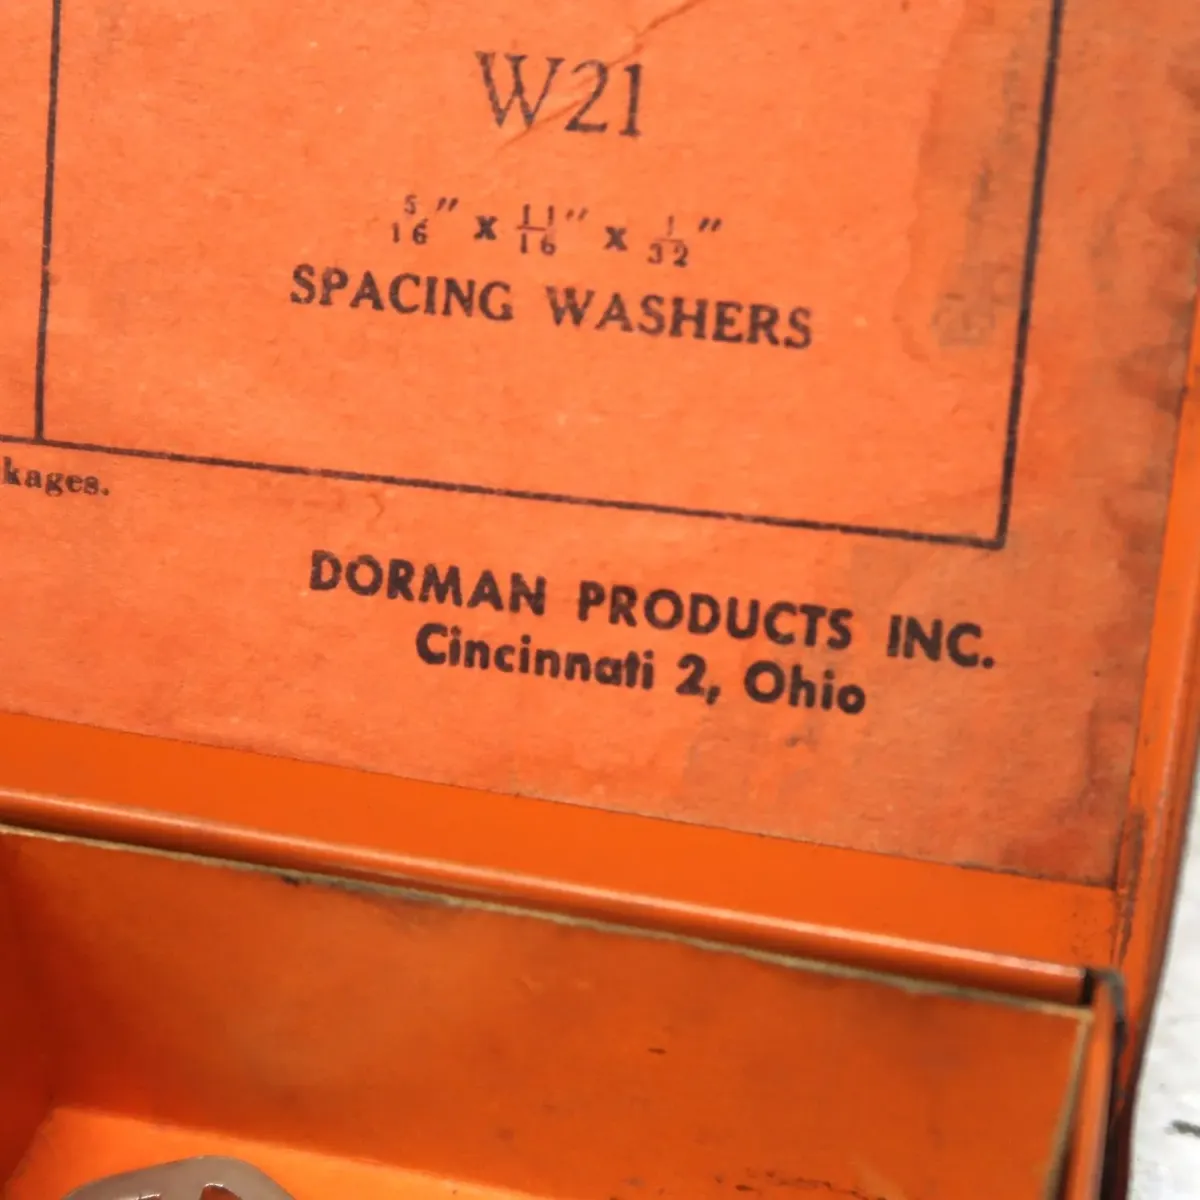 W21
5/16" x 11/16" x 1/32"
SPACING WASHERS
kages.
DORMAN PRODUCTS INC.
Cincinnati 2, Ohio